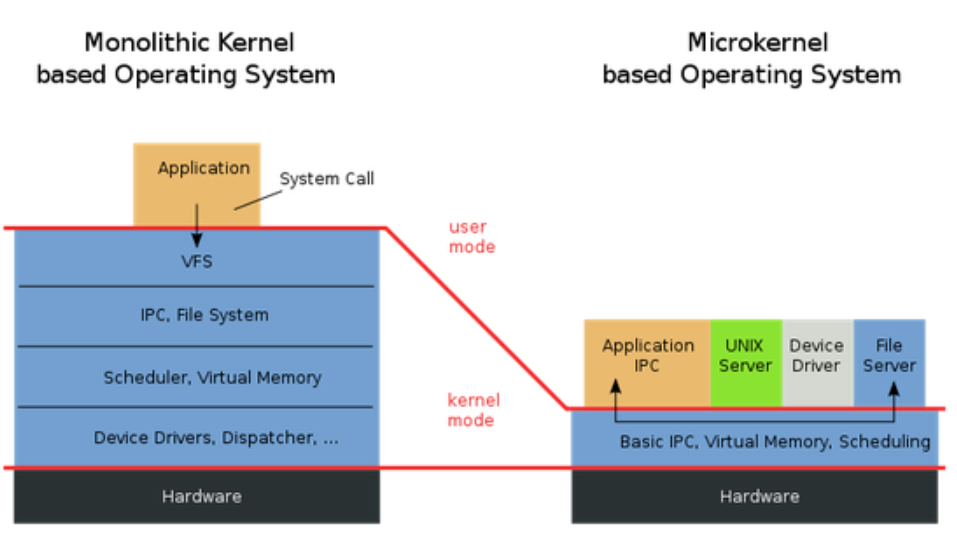 Monolithic Kernel
based Operating System
Microkernel
based Operating System
Application
System Call
user
mode
VFS
IPC, File System
Scheduler, Virtual Memory
kernel
mode
Device Drivers, Dispatcher, ...
Hardware
Application
IPC
UNIX
Server
Device
Driver
File
Server
Basic IPC, Virtual Memory, Scheduling
Hardware